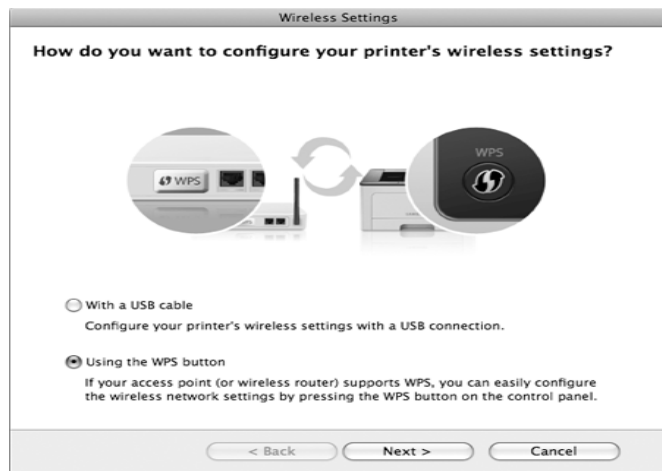 Wireless Settings
How do you want to configure your printer's wireless settings?
WPS
WPS
With a USB cable
Configure your printer's wireless settings with a USB connection.
Using the WPS button
If your access point (or wireless router) supports WPS, you can easily configure
the wireless network settings by pressing the WPS button on the control panel.
< Back
Next >
Cancel